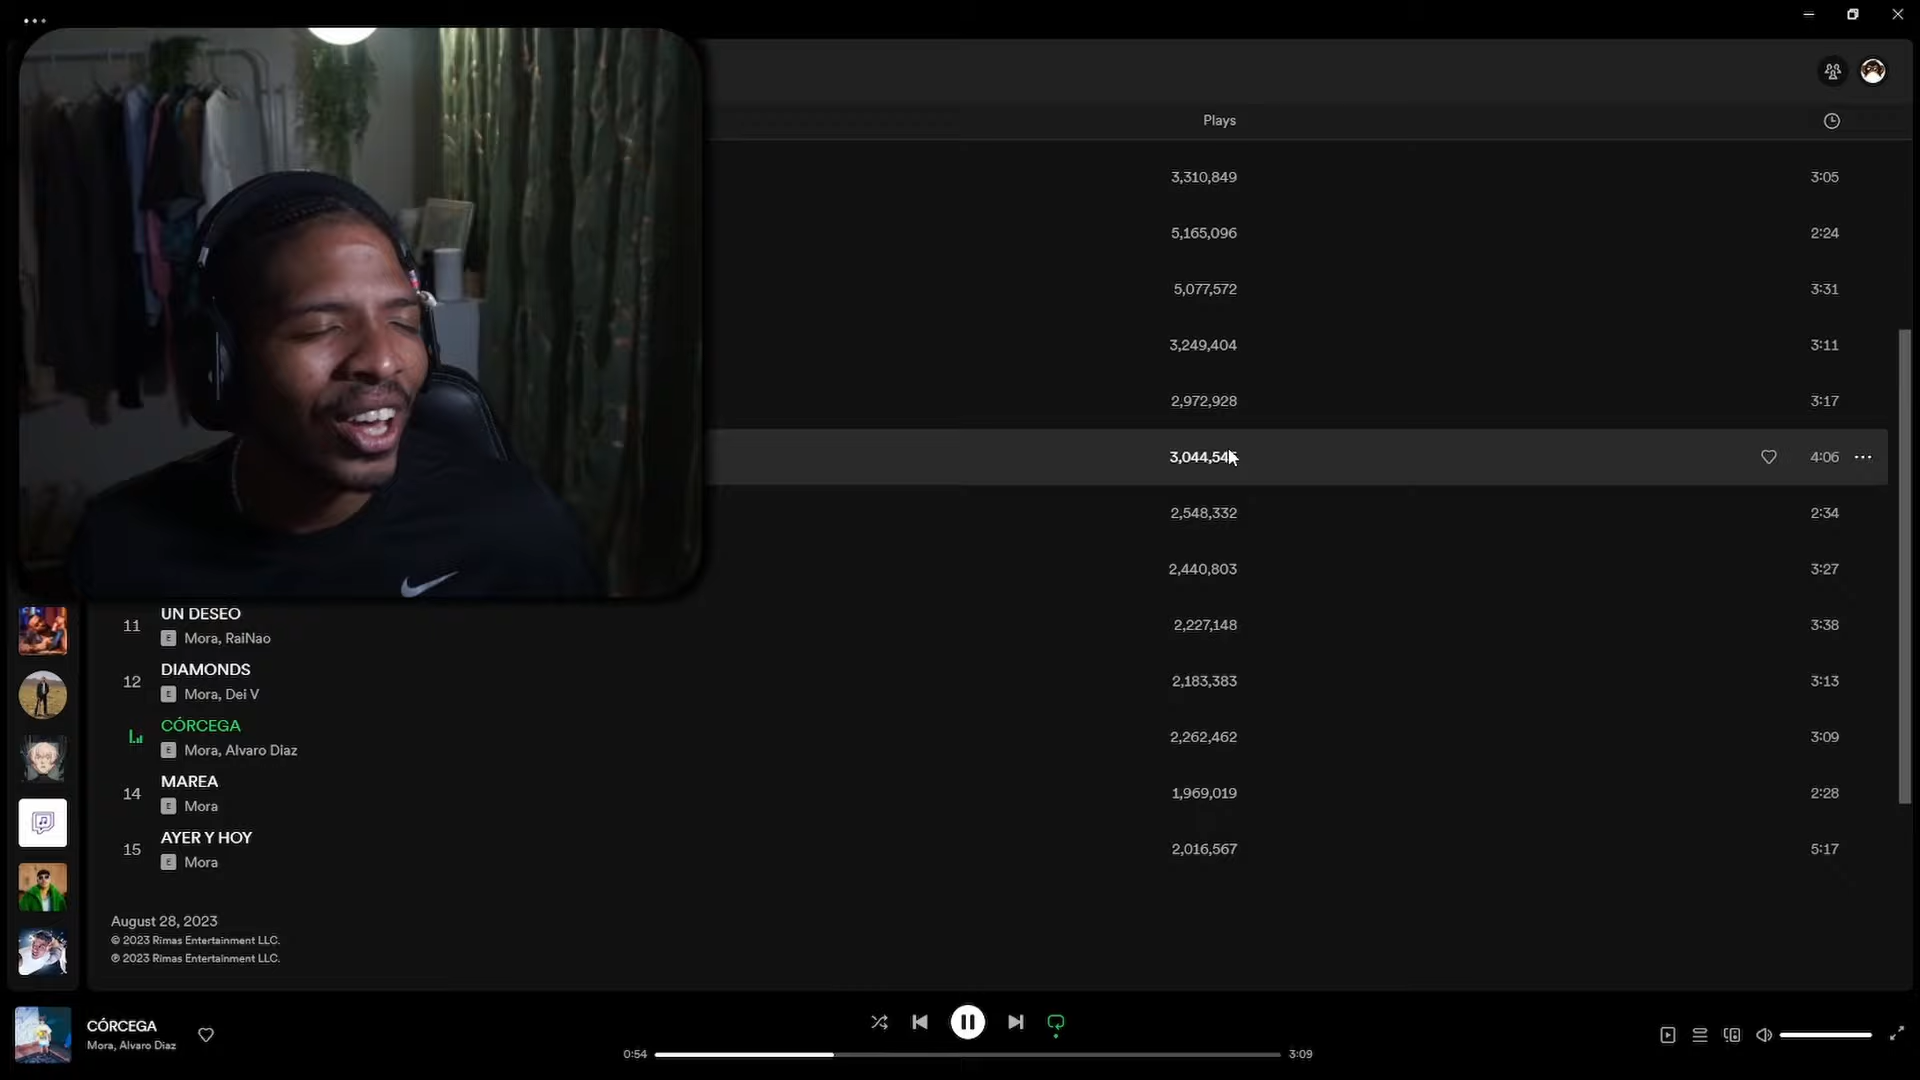 Plays
3,310,849 3:05
5,165,096 2:24
5,077,572 3:31
3,249,404 3:11
2,972,928 3:17
4:06
2,548,332 2:34
2,440,803 3:27
11 UN DESEO 2,227,148 3:38
E Mora, RaiNao
12 DIAMONDS 2,183,383 3:13
E Mora, Dei V
CÓRCEGA 2,262,462 3:09
E Mora, Alvaro Diaz
14 MAREA 1,969,019 2:28
E Mora
15 AYER Y HOY 2,016,567 5:17
E Mora
August 28, 2023
© 2023 Rimas Entertainment LLC.
℗ 2023 Rimas Entertainment LLC.
CÓRCEGA
Mora, Alvaro Diaz
0:54 3:09